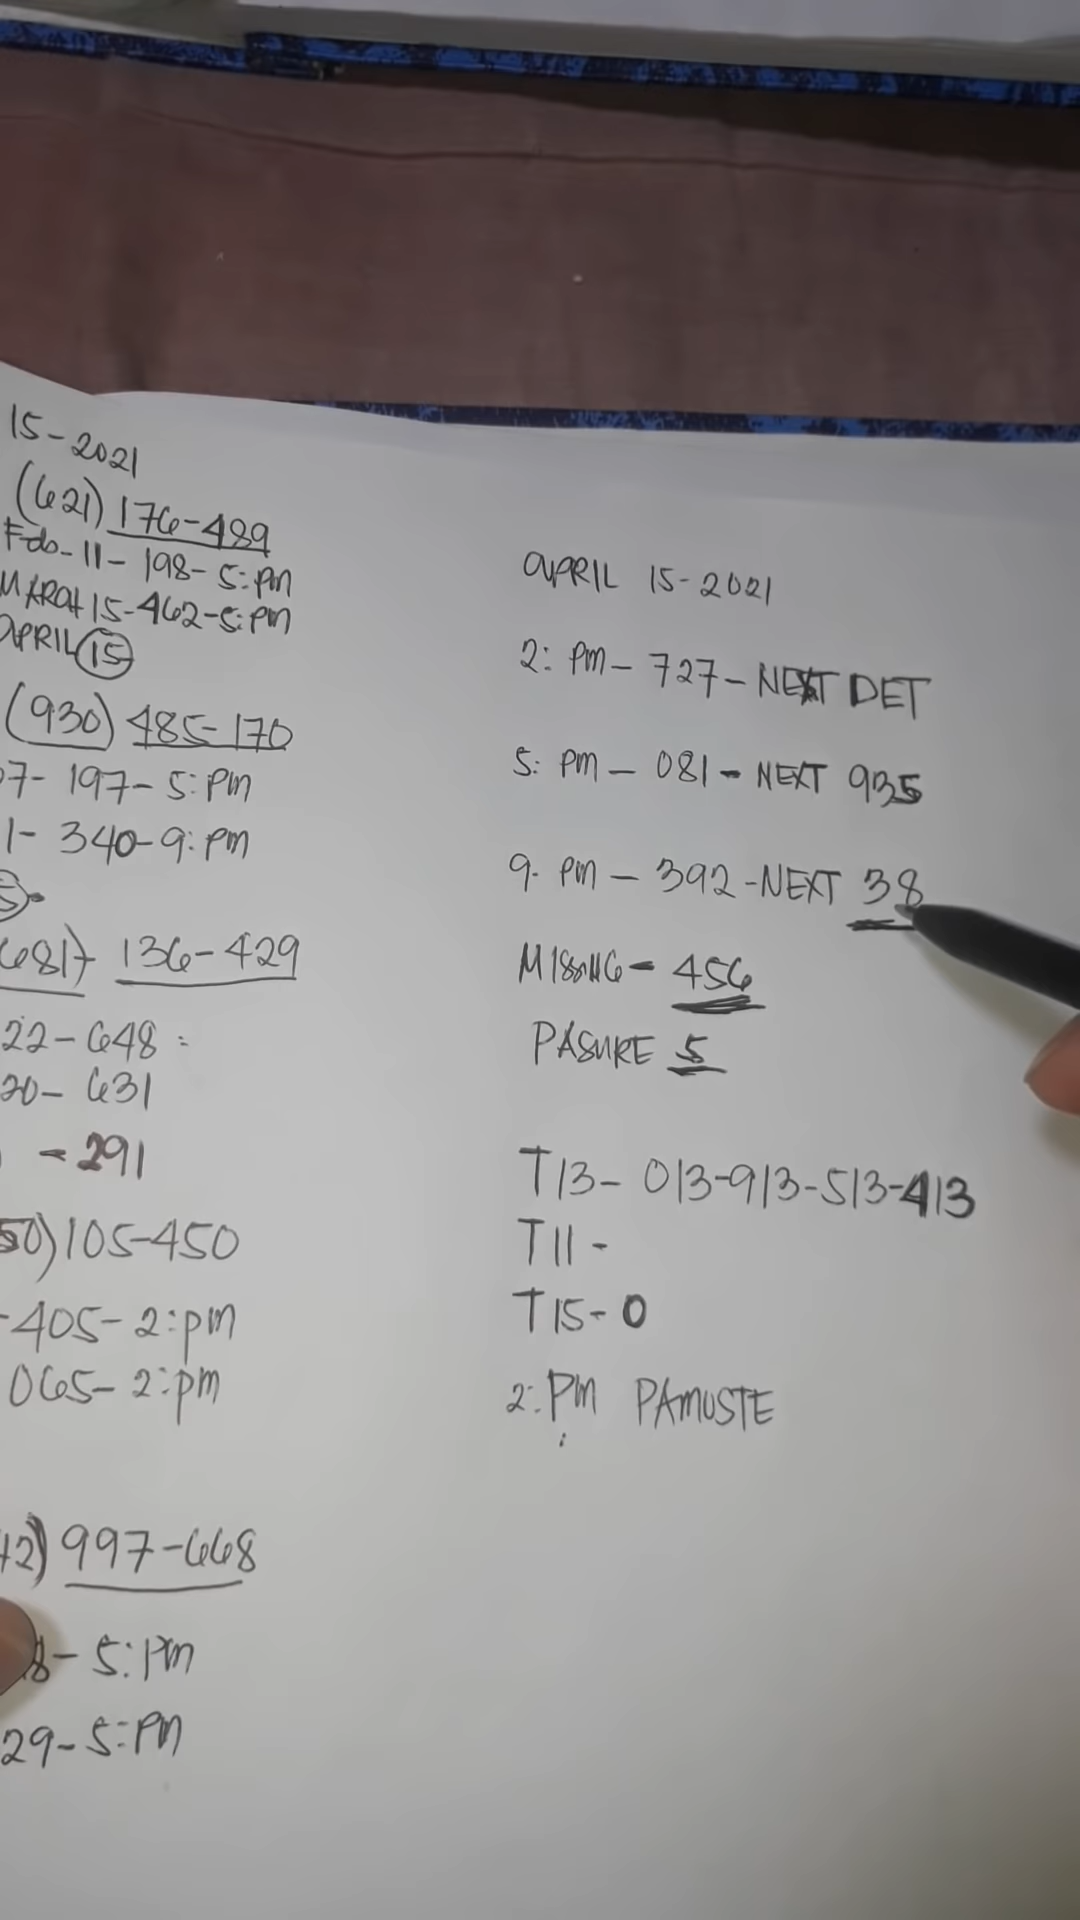 15-2021
(621) 176-489
Feb-11-198-5:pm
MARCH 15-462-5:pm
APRIL 15
(930) 485-170
07-197-5:pm
1-340-9:pm
681)- 136-429
22-648
20-631
-291
50) 105-450
-405-2:pm
065-2:pm
42) 997-668
8-5:pm
29-5:pm
APRIL 15-2021
2: pm- 727- NEXT DET
5: pm- 081- NEXT 935
9. pm- 392-NEXT 38
MISSING- 456
PASURE 5
T13- 013-913-513-413
T11-
T15-0
2:pm PAMUSTE